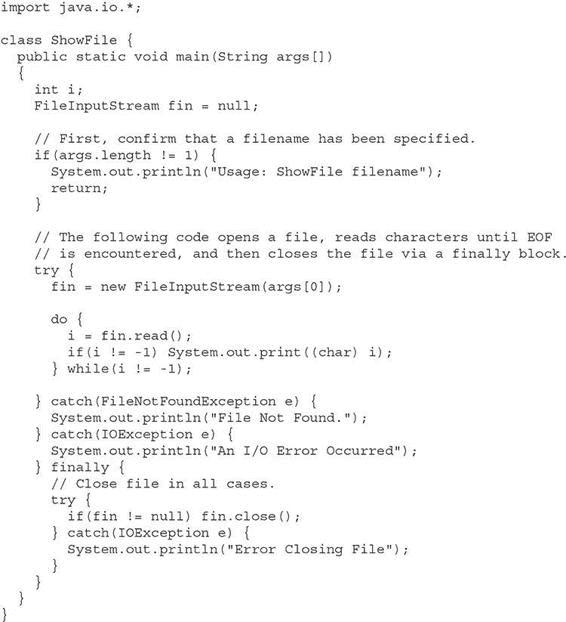 import java.io.*;

class ShowFile {
  public static void main(String args[])
  {
    int i;
    FileInputStream fin = null;

    // First, confirm that a filename has been specified.
    if(args.length != 1) {
      System.out.println("Usage: ShowFile filename");
      return;
    }

    // The following code opens a file, reads characters until EOF
    // is encountered, and then closes the file via a finally block.
    try {
      fin = new FileInputStream(args[0]);

      do {
        i = fin.read();
        if(i != -1) System.out.print((char) i);
      } while(i != -1);

    } catch(FileNotFoundException e) {
      System.out.println("File Not Found.");
    } catch(IOException e) {
      System.out.println("An I/O Error Occurred");
    } finally {
      // Close file in all cases.
      try {
        if(fin != null) fin.close();
      } catch(IOException e) {
        System.out.println("Error Closing File");
      }
    }
  }
}